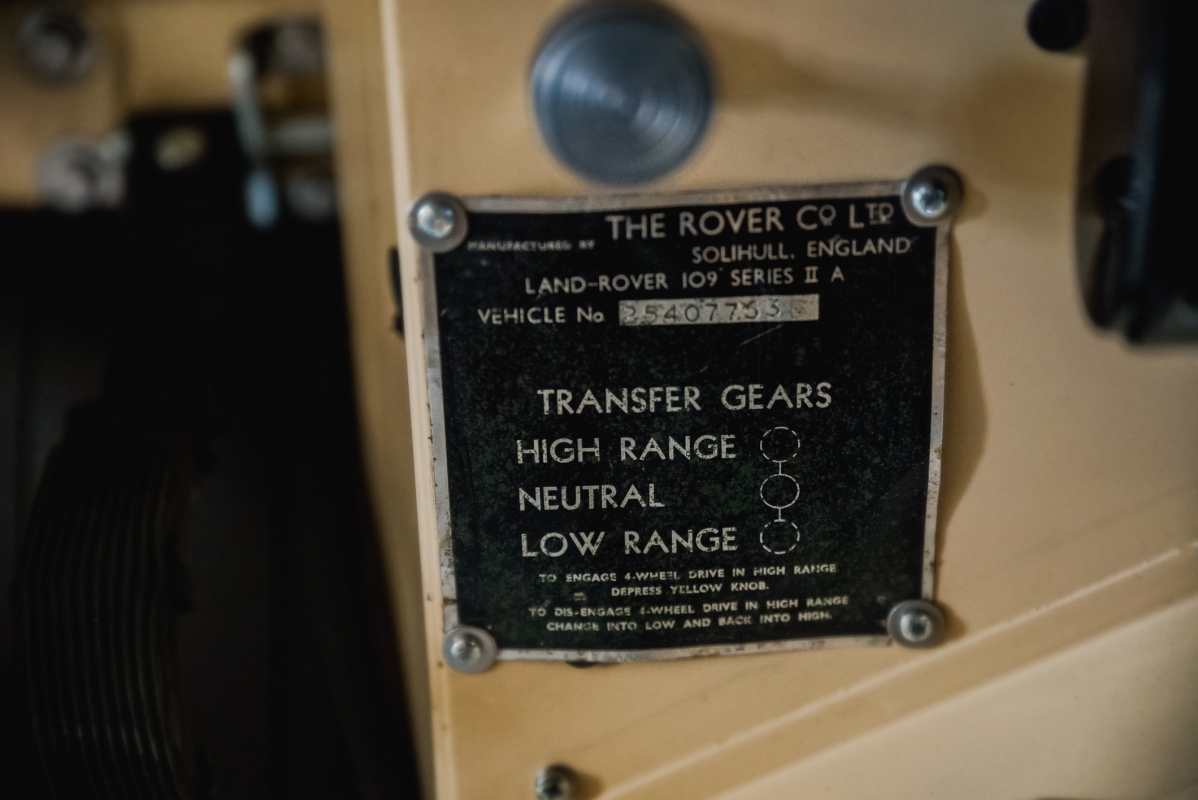 THE ROVER Cº LTD
MANUFACTURED BY
SOLIHULL, ENGLAND
LAND-ROVER 109 SERIES II A
VEHICLE No.
TRANSFER GEARS
HIGH RANGE
NEUTRAL
LOW RANGE
TO ENGAGE 4-WHEEL DRIVE IN HIGH RANGE
DEPRESS YELLOW KNOB.
TO DIS-ENGAGE 4-WHEEL DRIVE IN HIGH RANGE
CHANGE INTO LOW AND BACK INTO HIGH.